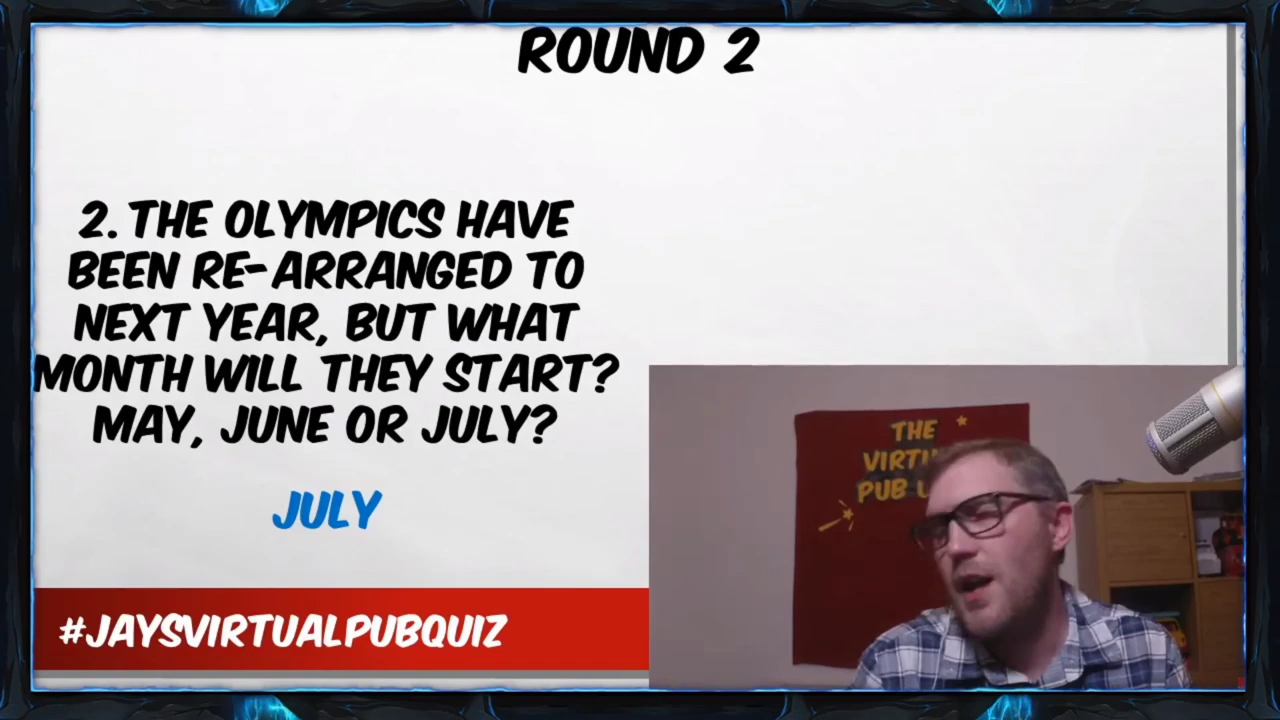 ROUND 2
2. THE OLYMPICS HAVE
BEEN RE-ARRANGED TO
NEXT YEAR, BUT WHAT
MONTH WILL THEY START?
MAY, JUNE OR JULY?
JULY
#JAYSVIRTUALPUBQUIZ
THE
PUB